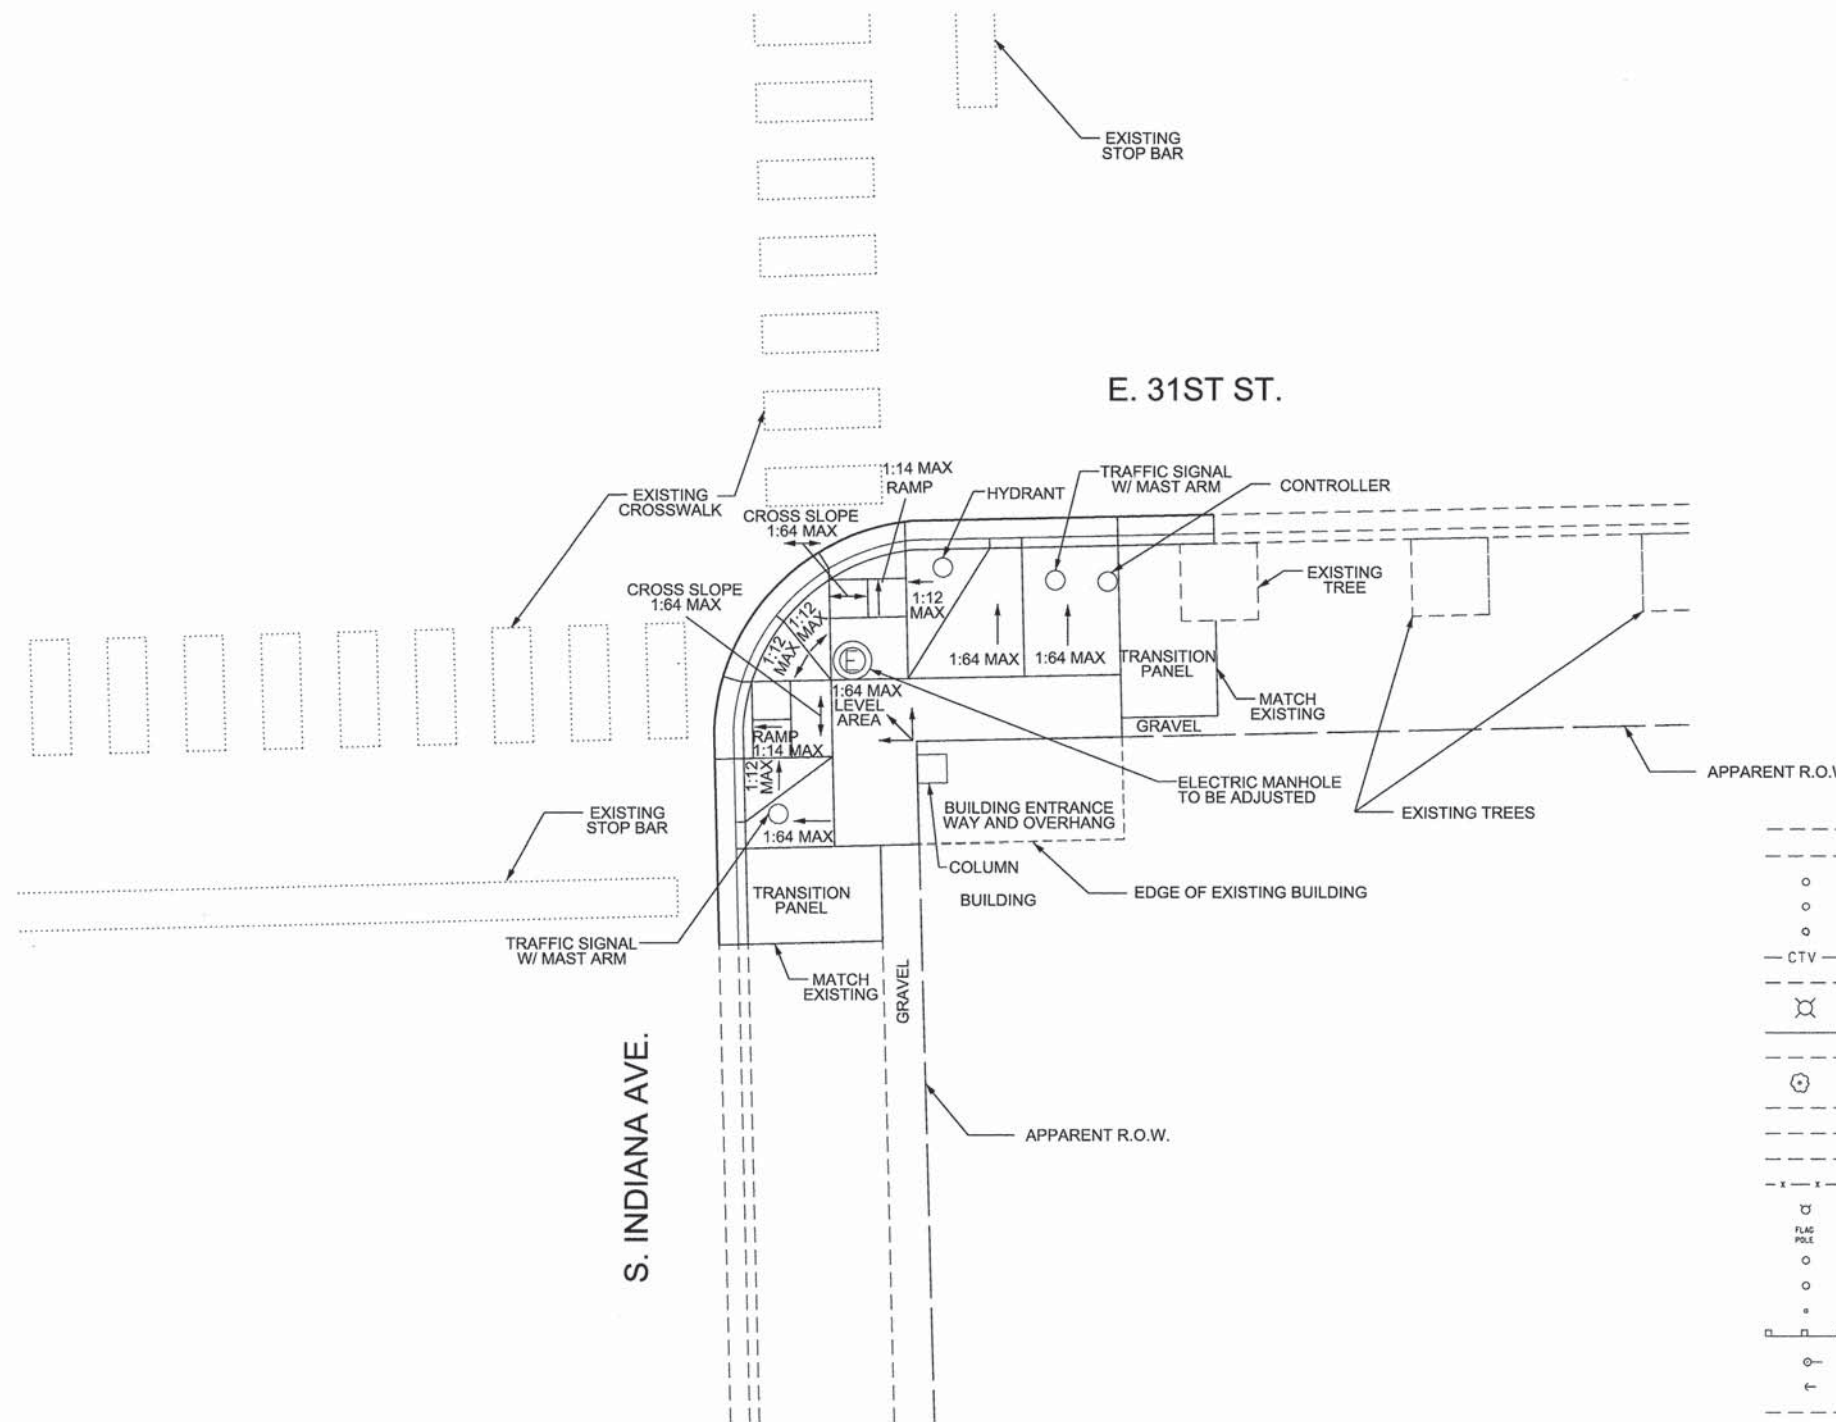 EXISTING
STOP BAR
E. 31ST ST.
1:14 MAX
RAMP
TRAFFIC SIGNAL
W/ MAST ARM
CONTROLLER
HYDRANT
EXISTING
CROSSWALK
CROSS SLOPE
1:64 MAX
CROSS SLOPE
1:64 MAX
EXISTING
TREE
1:12
MAX
1:12
MAX
1:12
MAX
E
1:64 MAX
1:64 MAX
TRANSITION
PANEL
1:64 MAX
LEVEL
AREA
MATCH
EXISTING
GRAVEL
RAMP
1:14 MAX
1:12
MAX
APPARENT R.O.W
ELECTRIC MANHOLE
TO BE ADJUSTED
EXISTING
STOP BAR
BUILDING ENTRANCE
WAY AND OVERHANG
EXISTING TREES
1:64 MAX
COLUMN
TRANSITION
PANEL
BUILDING
EDGE OF EXISTING BUILDING
TRAFFIC SIGNAL
W/ MAST ARM
MATCH
EXISTING
GRAVEL
CTV
S. INDIANA AVE.
APPARENT R.O.W.
x x
FLAG
POLE